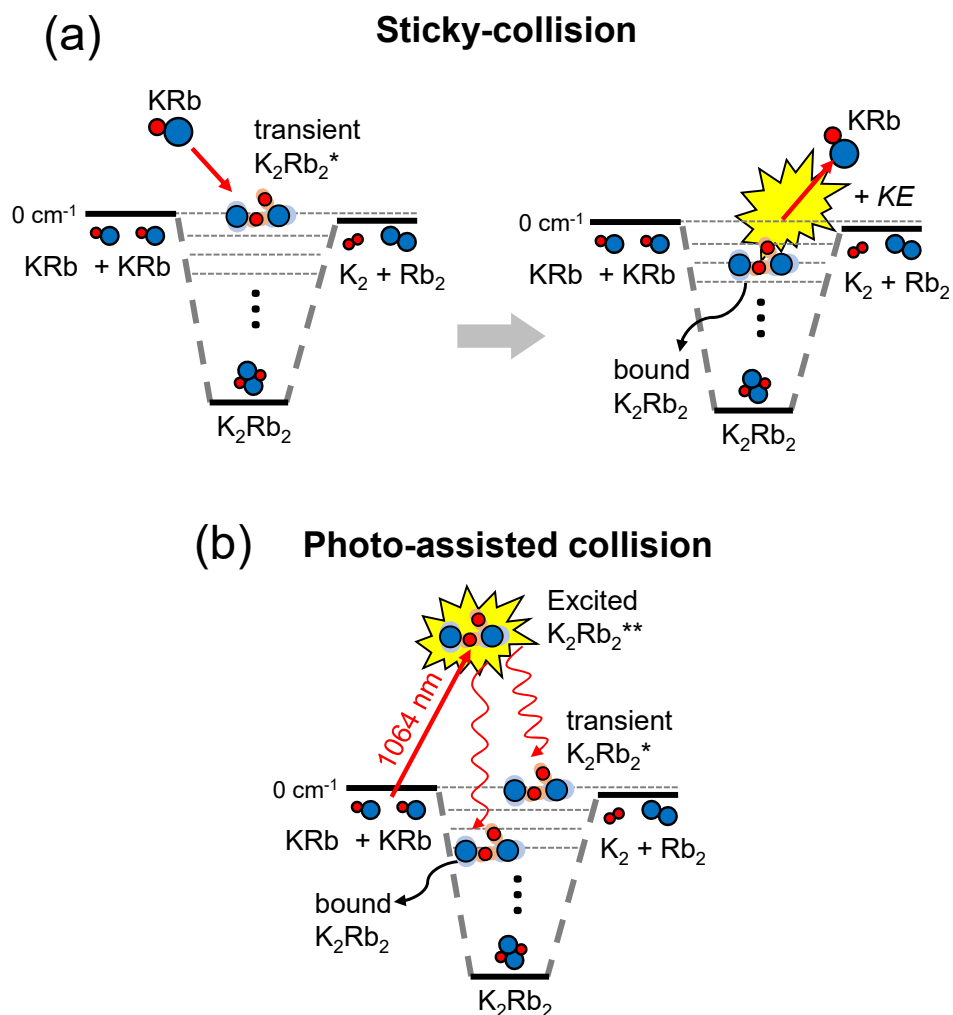 (a)
Sticky-collision
KRb
transient
K₂Rb₂*
0 cm⁻¹
KRb + KRb
K₂ + Rb₂
K₂Rb₂
KRb
+ KE
KRb + KRb
K₂ + Rb₂
bound
K₂Rb₂
K₂Rb₂
0 cm⁻¹
(b)
Photo-assisted collision
Excited
K₂Rb₂**
1064 nm
transient
K₂Rb₂*
0 cm⁻¹
KRb + KRb
K₂ + Rb₂
bound
K₂Rb₂
K₂Rb₂